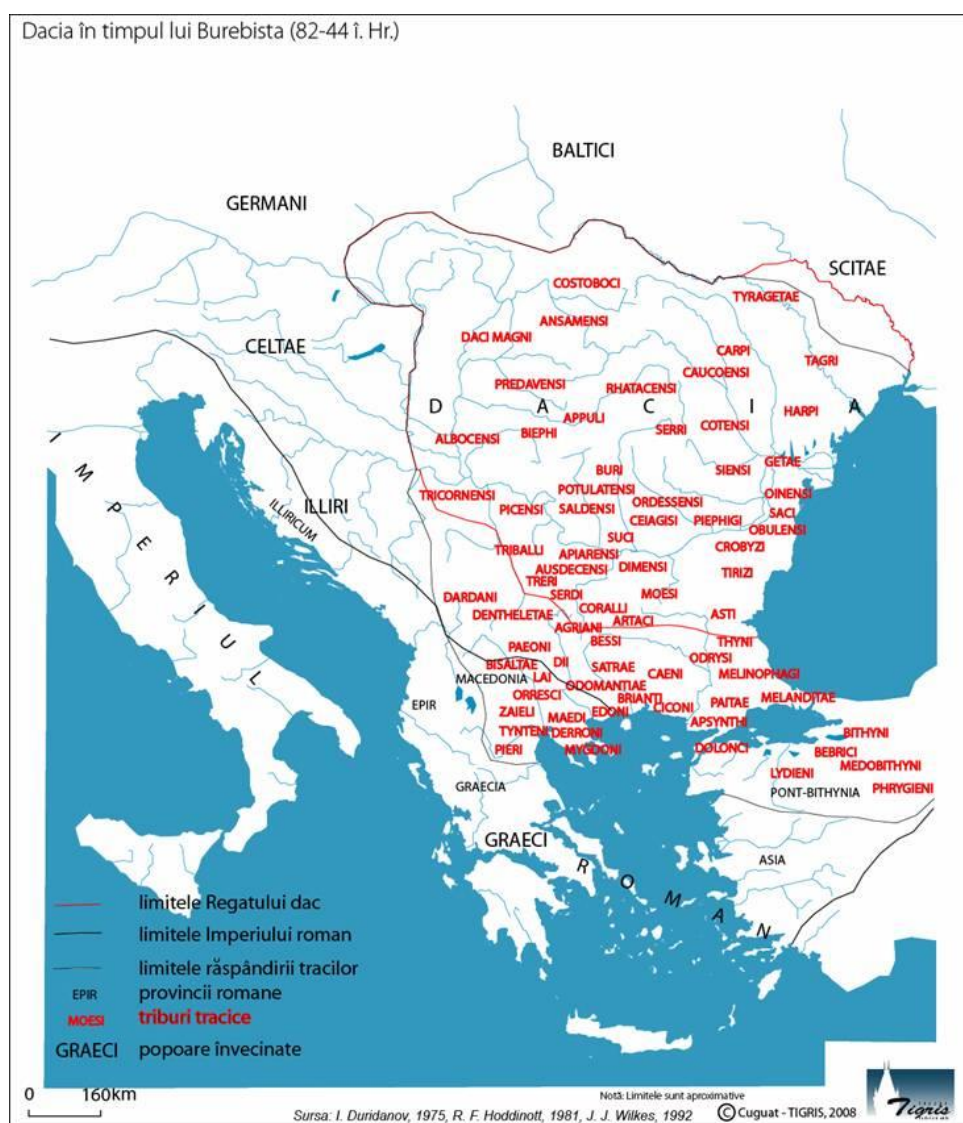 Dacia în timpul lui Burebista (82-44 î. Hr.)
BALTICI
GERMANI
SCITAE
COSTOBOCI
TYRAGETAE
ANSAMENSI
DACI MAGNI
CELTAE
CARPI
TAGRI
CAUCOENSI
PREDAVENSI
RHATACENSI
D A C I A
HARPI
APPULI
COTENSI
SERRI
BIEPHI
ALBOCENSI
GETAE
BURI
SIENSI
POTULATENSI
OINENSI
TRICORNENSI
ILLIRI
ILLIRICUM
ORDESSENSI
PICENSI
SALDENSI
SACI
CEIAGISI
PIEPHIGI
OBULENSI
SUCI
CROBYZI
TRIBALLI
APIARENSI
AUSDECENSI
DIMENSI
TIRIZI
TRERI
SERDI
MOESI
DARDANI
CORALLI
DENTHELETAE
ARTACI
ASTI
AGRIANI
BESSI
THYNI
PAEONI
ODRYSI
BISALTAE
DII
SATRAE
CAENI
MELINOPHAGI
MACEDONIA
LAI
ODOMANTIAE
ORRESCI
BRIANTI
MELANDITAE
EPIR
CICONI
PAITAE
ZAIELI
MAEDI
EDONI
APSYNTHI
TYNTENI
DERRONI
BITHYNI
PIERI
MYGDONI
DOLONCI
BEBRICI
MEDOBITHYNI
LYDIENI
GRAECIA
PONT-BITHYNIA
PHRYGIENI
GRAECI
ASIA
IMPERIUL
ROMAN
limitele Regatului dac
limitele Imperiului roman
limitele răspândirii tracilor
EPIR provincii romane
MOESI triburi tracice
GRAECI popoare învecinate
0 160km
Notă: Limitele sunt aproximative
Sursa: I. Duridanov, 1975, R. F. Hoddinott, 1981, J. J. Wilkes, 1992
© Cuguat - TIGRIS, 2008
Tigris